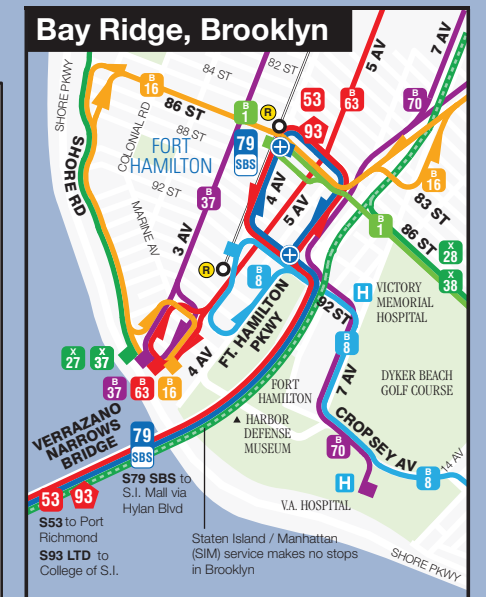 Bay Ridge, Brooklyn
SHORE PKWY
B
16
84 ST
82 ST
5 AV
7 AV
86 ST
B
1
R
53
B
63
B
70
COLONIAL RD
88 ST
93
SHORE RD
FORT
HAMILTON
79
SBS
92 ST
4 AV
B
16
MARINE AV
B
37
5 AV
83 ST
3 AV
B
1
86 ST
X
28
R
B
8
X
38
H
VICTORY
MEMORIAL
HOSPITAL
92 ST
FT. HAMILTON
PKWY
4 AV
B
8
X
27
X
37
7 AV
DYKER BEACH
GOLF COURSE
B
37
B
63
B
16
FORT
HAMILTON
HARBOR
DEFENSE
MUSEUM
CROPSEY AV
VERRAZANO
NARROWS
BRIDGE
79
SBS
B
70
14 AV
B
8
H
V.A. HOSPITAL
S79 SBS to
S.I. Mall via
Hylan Blvd
53
93
S53 to Port
Richmond
S93 LTD to
College of S.I.
Staten Island / Manhattan
(SIM) service makes no stops
in Brooklyn
SHORE PKWY